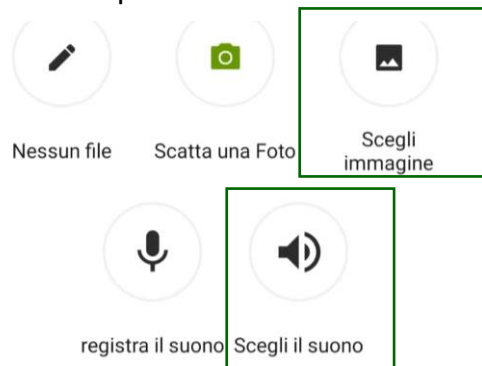 Nessun file
Scatta una Foto
Scegli
immagine
registra il suono
Scegli il suono